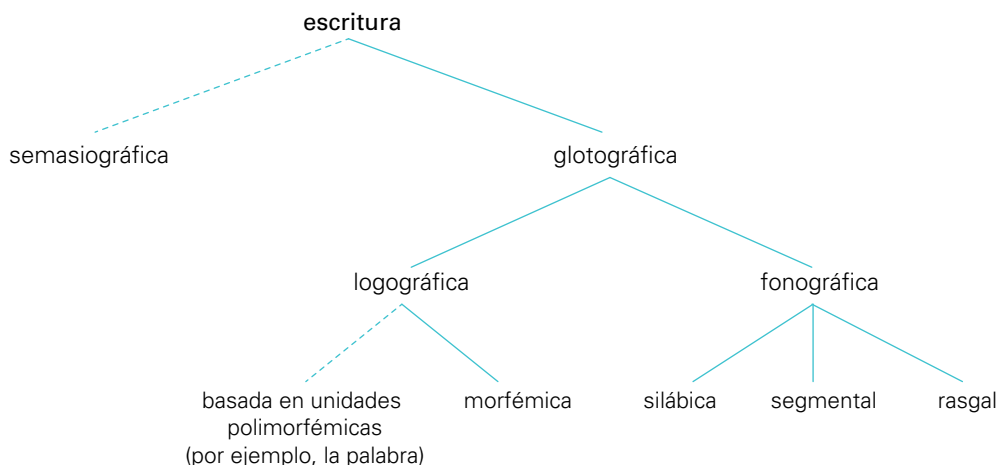 escritura
semasiográfica
glotográfica
logográfica
fonográfica
basada en unidades
polimorfémicas
(por ejemplo, la palabra)
morfémica
silábica
segmental
rasgal